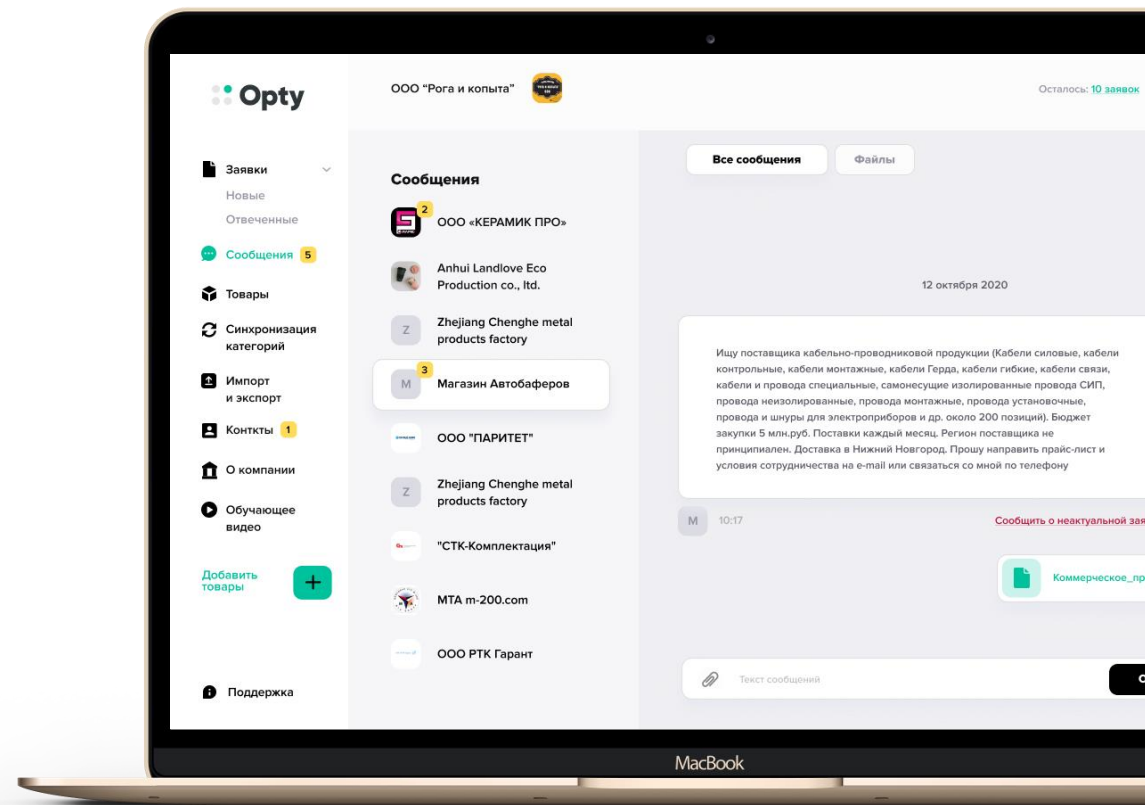 Opty
ООО “Рога и копыта”
Осталось: 10 заявок
Заявки
Новые
Отвеченные
Сообщения 5
Товары
Синхронизация
категорий
Импорт
и экспорт
Конткты 1
О компании
Обучающее
видео
Добавить
товары
+
Поддержка
Сообщения
2
ООО «КЕРАМИК ПРО»
Anhui Landlove Eco
Production co., ltd.
Z
Zhejiang Chenghe metal
products factory
3
М
Магазин Автобаферов
ООО "ПАРИТЕТ"
Z
Zhejiang Chenghe metal
products factory
"СТК-Комплектация"
МТА m-200.com
ООО РТК Гарант
Все сообщения
Файлы
12 октября 2020
Ищу поставщика кабельно-проводниковой продукции (Кабели силовые, кабели
контрольные, кабели монтажные, кабели Герда, кабели гибкие, кабели связи,
кабели и провода специальные, самонесущие изолированные провода СИП,
провода неизолированные, провода монтажные, провода установочные,
провода и шнуры для электроприборов и др. около 200 позиций). Бюджет
закупки 5 млн.руб. Поставки каждый месяц. Регион поставщика не
принципиален. Доставка в Нижний Новгород. Прошу направить прайс-лист и
условия сотрудничества на e-mail или связаться со мной по телефону
М 10:17
Сообщить о неактуальной зая
Коммерческое_пр
Текст сообщений
О
MacBook